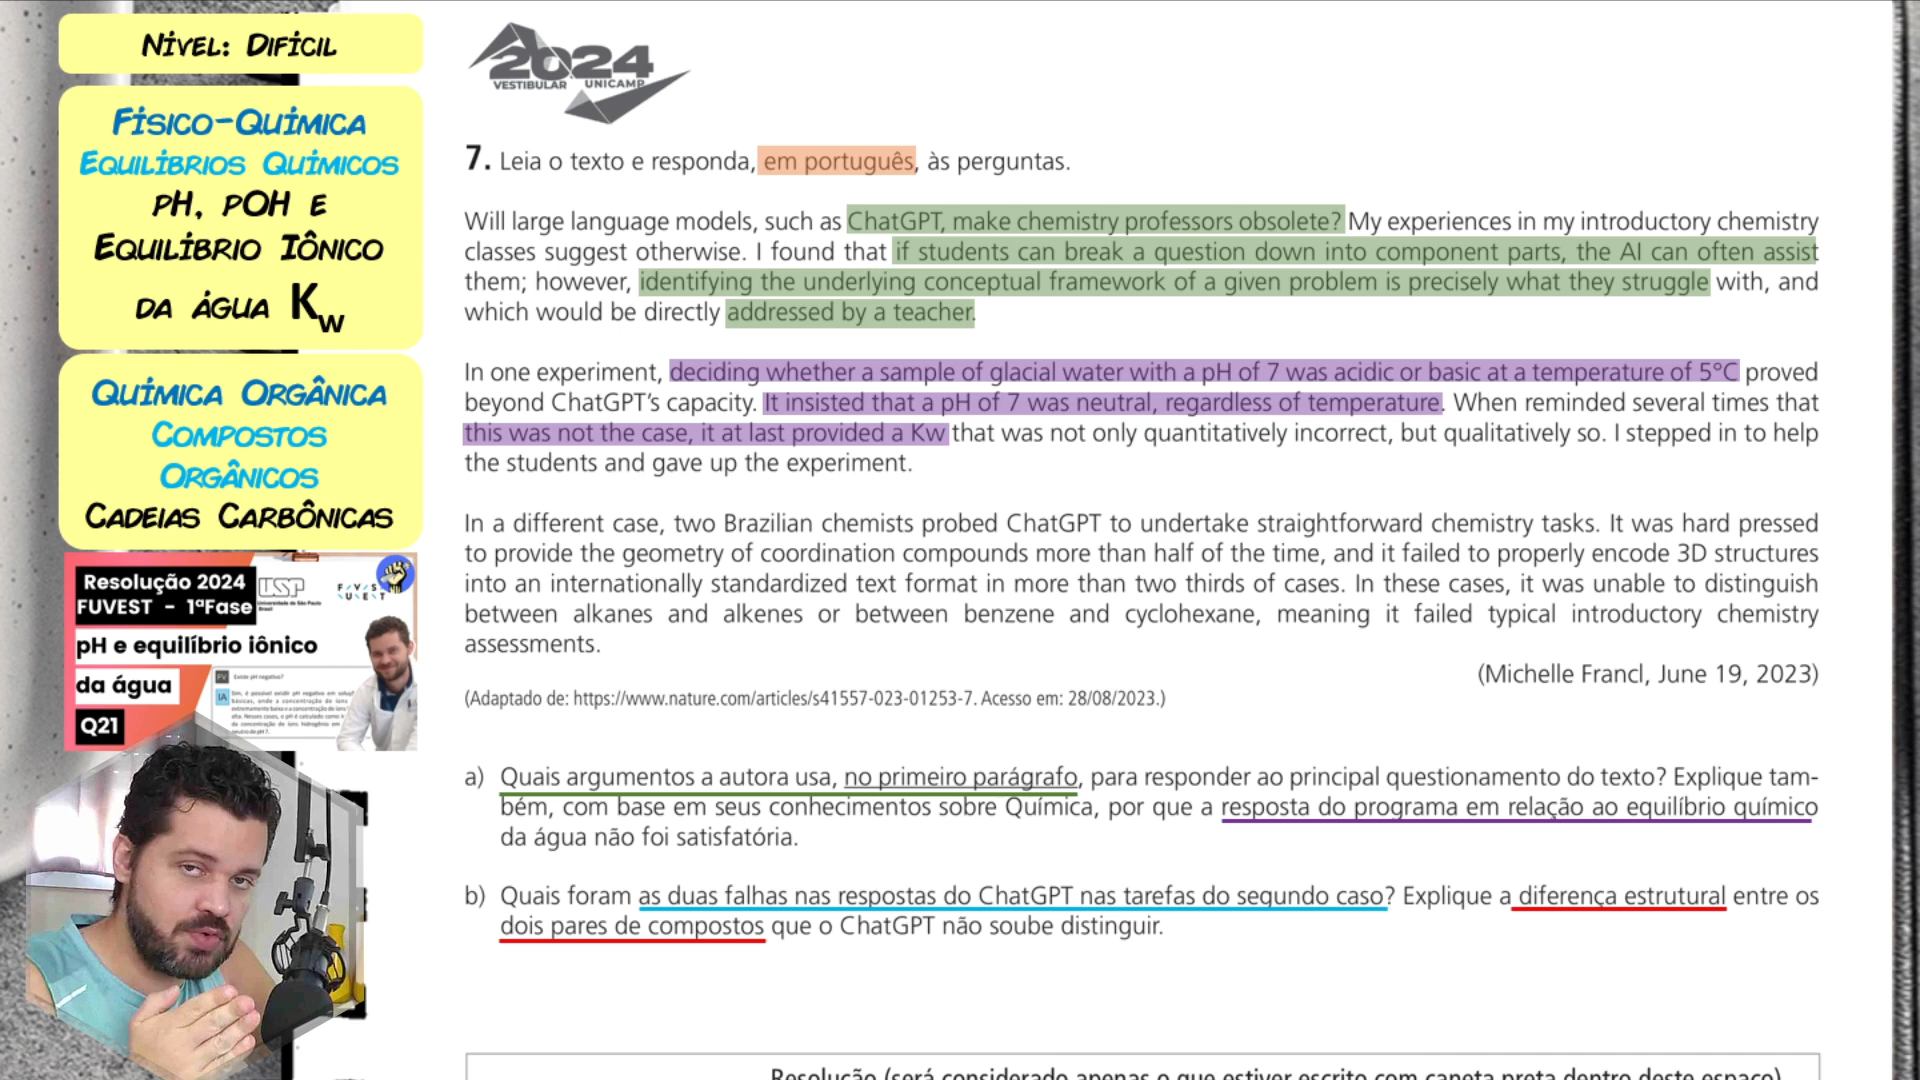 Nível: Difícil
Físico-Química
Equilíbrios Químicos
pH, pOH e
Equilíbrio Iônico
da água Kw
Química Orgânica
Compostos
Orgânicos
Cadeias Carbônicas
Resolução 2024
FUVEST - 1ªFase
USP
Universidade de São Paulo
Brasil
pH e equilíbrio iônico
da água
Q21
Existe pH negativo?
2024
VESTIBULAR UNICAMP
7. Leia o texto e responda, em português, às perguntas.
Will large language models, such as ChatGPT, make chemistry professors obsolete? My experiences in my introductory chemistry
classes suggest otherwise. I found that if students can break a question down into component parts, the AI can often assist
them; however, identifying the underlying conceptual framework of a given problem is precisely what they struggle with, and
which would be directly addressed by a teacher.
In one experiment, deciding whether a sample of glacial water with a pH of 7 was acidic or basic at a temperature of 5°C proved
beyond ChatGPT's capacity. It insisted that a pH of 7 was neutral, regardless of temperature. When reminded several times that
this was not the case, it at last provided a Kw that was not only quantitatively incorrect, but qualitatively so. I stepped in to help
the students and gave up the experiment.
In a different case, two Brazilian chemists probed ChatGPT to undertake straightforward chemistry tasks. It was hard pressed
to provide the geometry of coordination compounds more than half of the time, and it failed to properly encode 3D structures
into an internationally standardized text format in more than two thirds of cases. In these cases, it was unable to distinguish
between alkanes and alkenes or between benzene and cyclohexane, meaning it failed typical introductory chemistry
assessments.
(Michelle Francl, June 19, 2023)
(Adaptado de: https://www.nature.com/articles/s41557-023-01253-7. Acesso em: 28/08/2023.)
a) Quais argumentos a autora usa, no primeiro parágrafo, para responder ao principal questionamento do texto? Explique tam-
bém, com base em seus conhecimentos sobre Química, por que a resposta do programa em relação ao equilíbrio químico
da água não foi satisfatória.
b) Quais foram as duas falhas nas respostas do ChatGPT nas tarefas do segundo caso? Explique a diferença estrutural entre os
dois pares de compostos que o ChatGPT não soube distinguir.
Resolução (será considerado apenas o que estiver escrito com caneta preta dentro deste espaço)